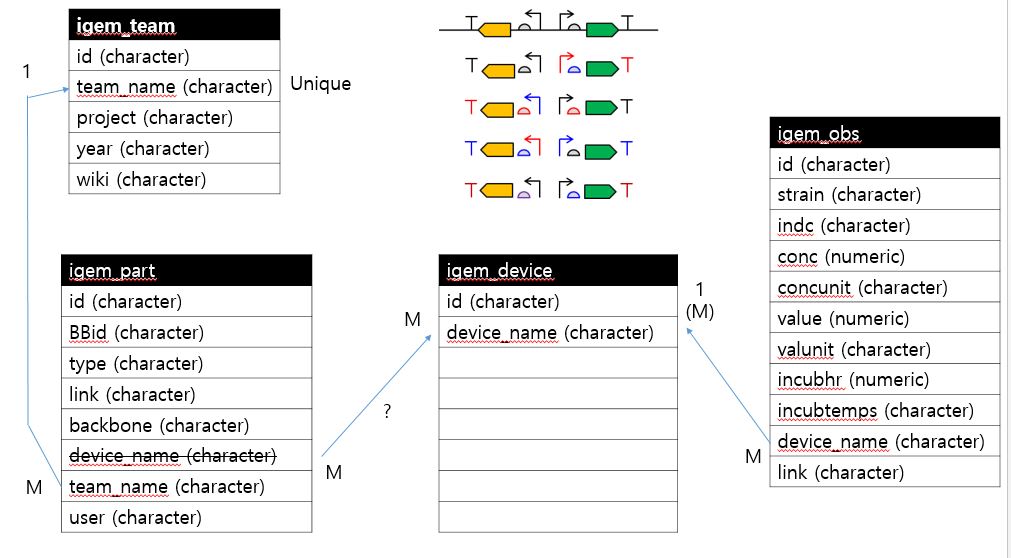 igem_team
id (character)
team_name (character)
project (character)
year (character)
wiki (character)
1
Unique
T T
T T
T T
T T
T T
igem_part
id (character)
BBid (character)
type (character)
link (character)
backbone (character)
device_name (character)
team_name (character)
user (character)
M
M
?
M
igem_device
id (character)
device_name (character)
1
(M)
M
igem_obs
id (character)
strain (character)
indc (character)
conc (numeric)
concunit (character)
value (numeric)
valunit (character)
incubhr (numeric)
incubtemps (character)
device_name (character)
link (character)